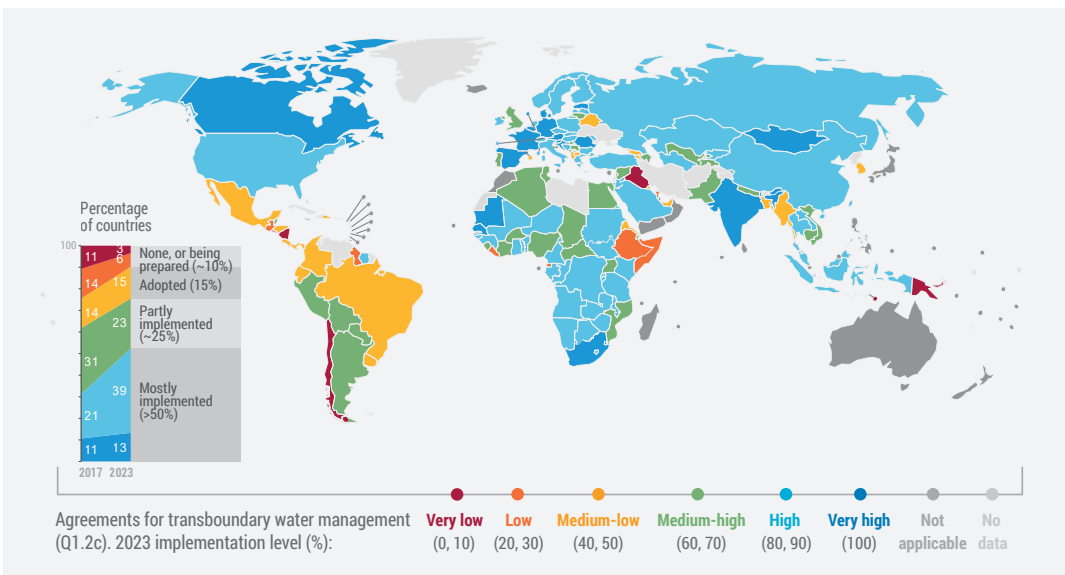 Percentage
of countries
100
11
3
6
None, or being
prepared (~10%)
14
15
Adopted (15%)
14
23
Partly
implemented
(~25%)
31
39
Mostly
implemented
(>50%)
21
11
13
2017
2023
Agreements for transboundary water management
(Q1.2c). 2023 implementation level (%):
Very low
(0, 10)
Low
(20, 30)
Medium-low
(40, 50)
Medium-high
(60, 70)
High
(80, 90)
Very high
(100)
Not
applicable
No
data